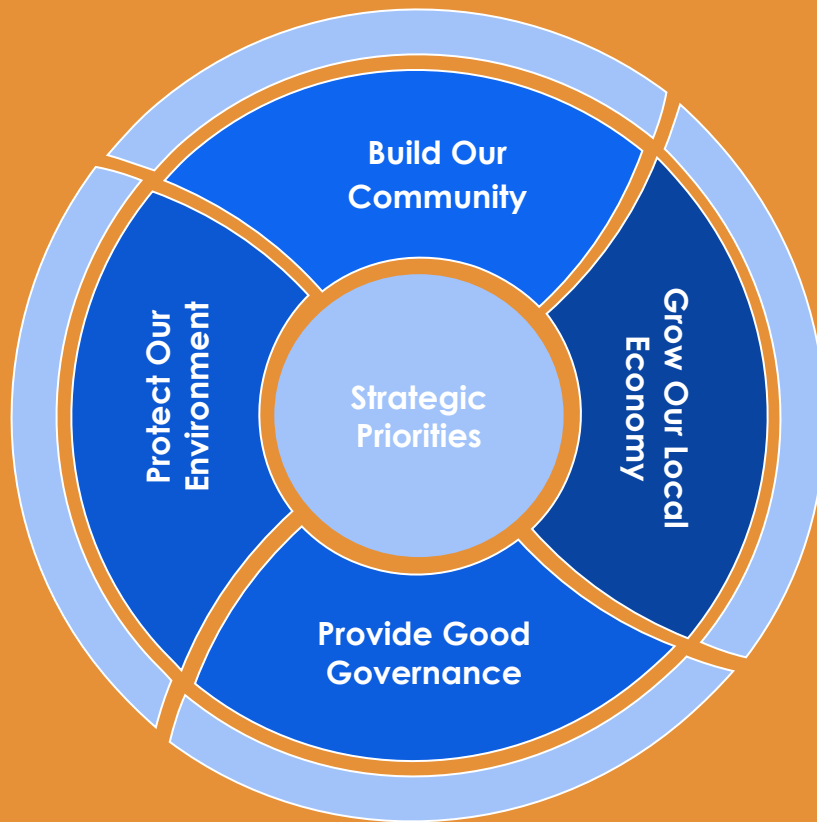 Build Our
Community
Grow Our Local
Economy
Strategic
Priorities
Protect Our
Environment
Provide Good
Governance